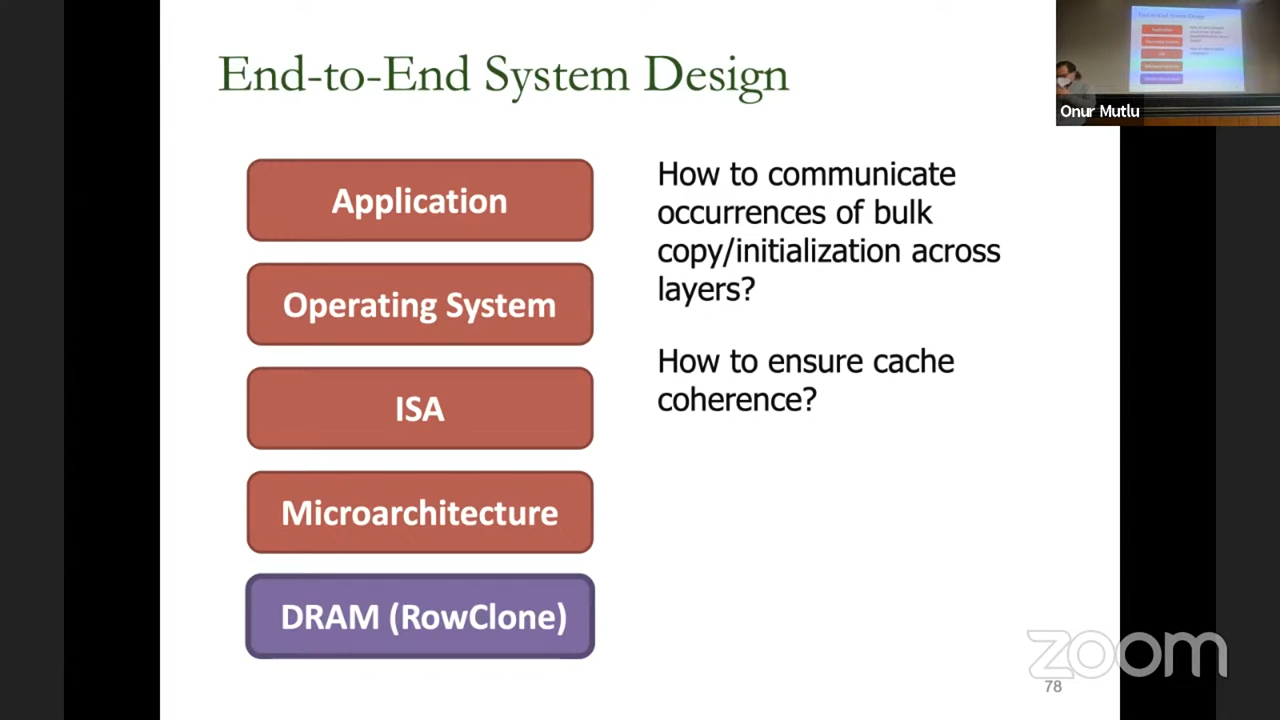 End-to-End System Design
Onur Mutlu
Application
Operating System
ISA
Microarchitecture
DRAM (RowClone)
How to communicate
occurrences of bulk
copy/initialization across
layers?
How to ensure cache
coherence?
zoom
78